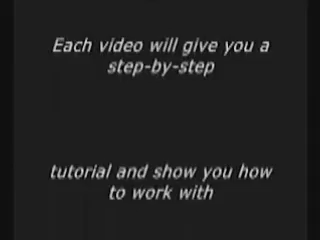 Each video will give you a
step-by-step
tutorial and show you how
to work with